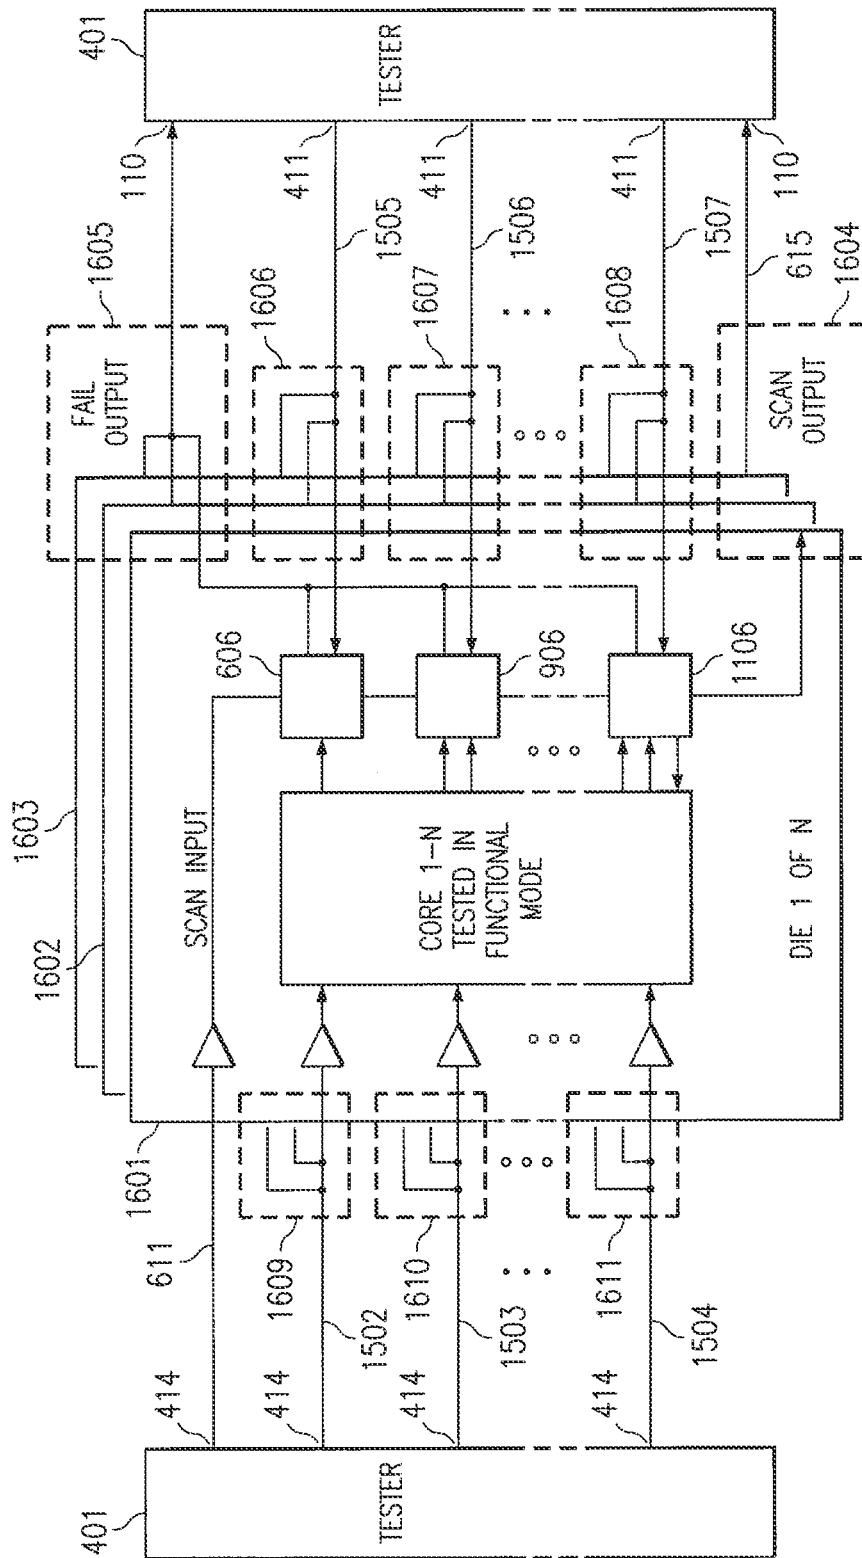 1603
1602
401
1601
1605
110
401
611
FAIL
OUTPUT
414
SCAN INPUT
606
1606
411
1609
414
1502
1505
TESTER
CORE 1–N
TESTED IN
FUNCTIONAL
MODE
TESTER
1610
414
906
1607
411
1503
1506
1611
414
1504
1106
1608
411
1507
DIE 1 OF N
SCAN
OUTPUT
615
110
1604